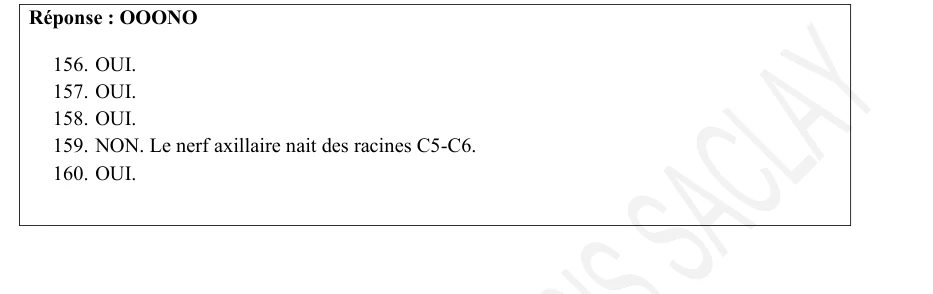 Réponse : OOONO
156. OUI.
157. OUI.
158. OUI.
159. NON. Le nerf axillaire nait des racines C5-C6.
160. OUI.
SACLAY